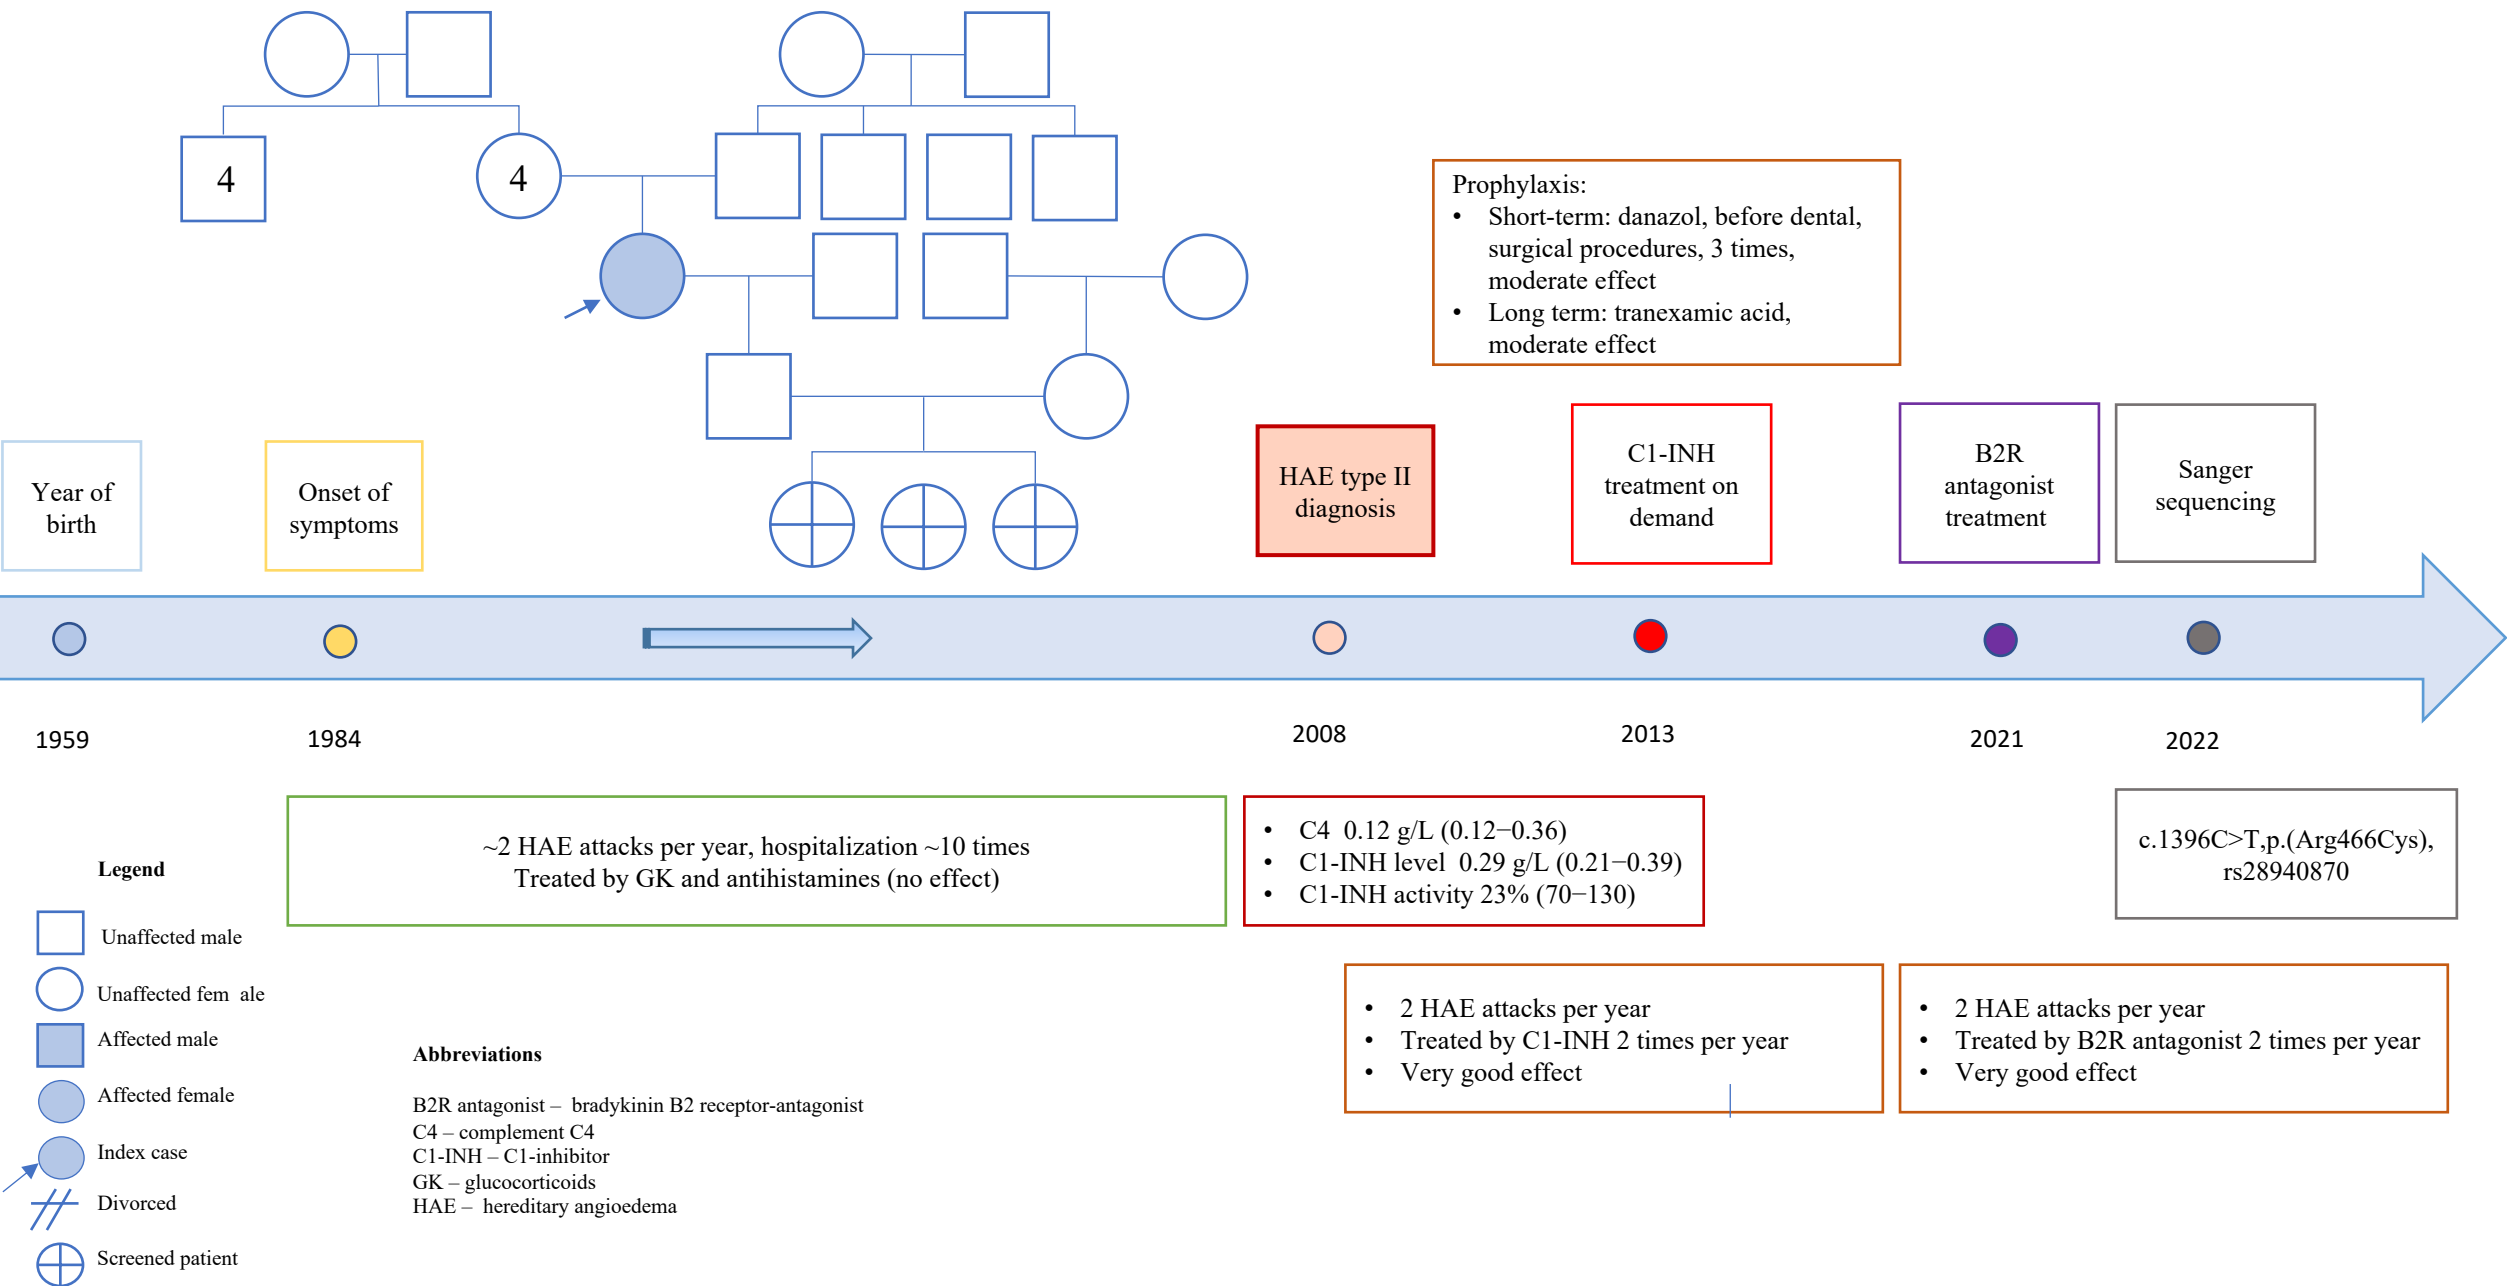 4
4
Prophylaxis:
• Short-term: danazol, before dental,
surgical procedures, 3 times,
moderate effect
• Long term: tranexamic acid,
moderate effect
Year of
birth
Onset of
symptoms
HAE type II
diagnosis
C1-INH
treatment on
demand
B2R
antagonist
treatment
Sanger
sequencing
1959
1984
2008
2013
2021
2022
~2 HAE attacks per year, hospitalization ~10 times
Treated by GK and antihistamines (no effect)
• C4  0.12 g/L (0.12−0.36)
• C1-INH level  0.29 g/L (0.21−0.39)
• C1-INH activity 23% (70−130)
c.1396C>T,p.(Arg466Cys),
rs28940870
• 2 HAE attacks per year
• Treated by C1-INH 2 times per year
• Very good effect
• 2 HAE attacks per year
• Treated by B2R antagonist 2 times per year
• Very good effect
Legend
Unaffected male
Unaffected fem  ale
Affected male
Affected female
Index case
Divorced
Screened patient
Abbreviations
B2R antagonist –  bradykinin B2 receptor-antagonist
C4 – complement C4
C1-INH – C1-inhibitor
GK – glucocorticoids
HAE –  hereditary angioedema